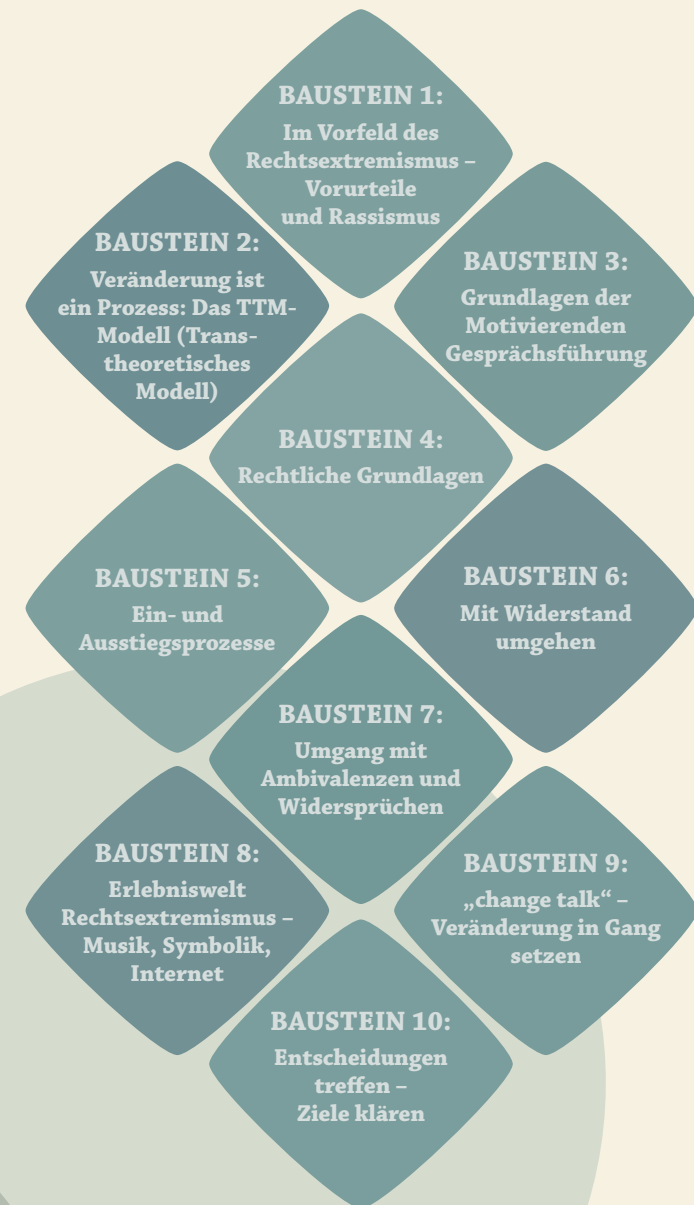 BAUSTEIN 1:
Im Vorfeld des
Rechtsextremismus –
Vorurteile
und Rassismus
BAUSTEIN 2:
Veränderung ist
ein Prozess: Das TTM-
Modell (Trans-
theoretisches
Modell)
BAUSTEIN 3:
Grundlagen der
Motivierenden
Gesprächsführung
BAUSTEIN 4:
Rechtliche Grundlagen
BAUSTEIN 5:
Ein- und
Ausstiegsprozesse
BAUSTEIN 6:
Mit Widerstand
umgehen
BAUSTEIN 7:
Umgang mit
Ambivalenzen und
Widersprüchen
BAUSTEIN 8:
Erlebniswelt
Rechtsextremismus –
Musik, Symbolik,
Internet
BAUSTEIN 9:
„change talk“ –
Veränderung in Gang
setzen
BAUSTEIN 10:
Entscheidungen
treffen –
Ziele klären